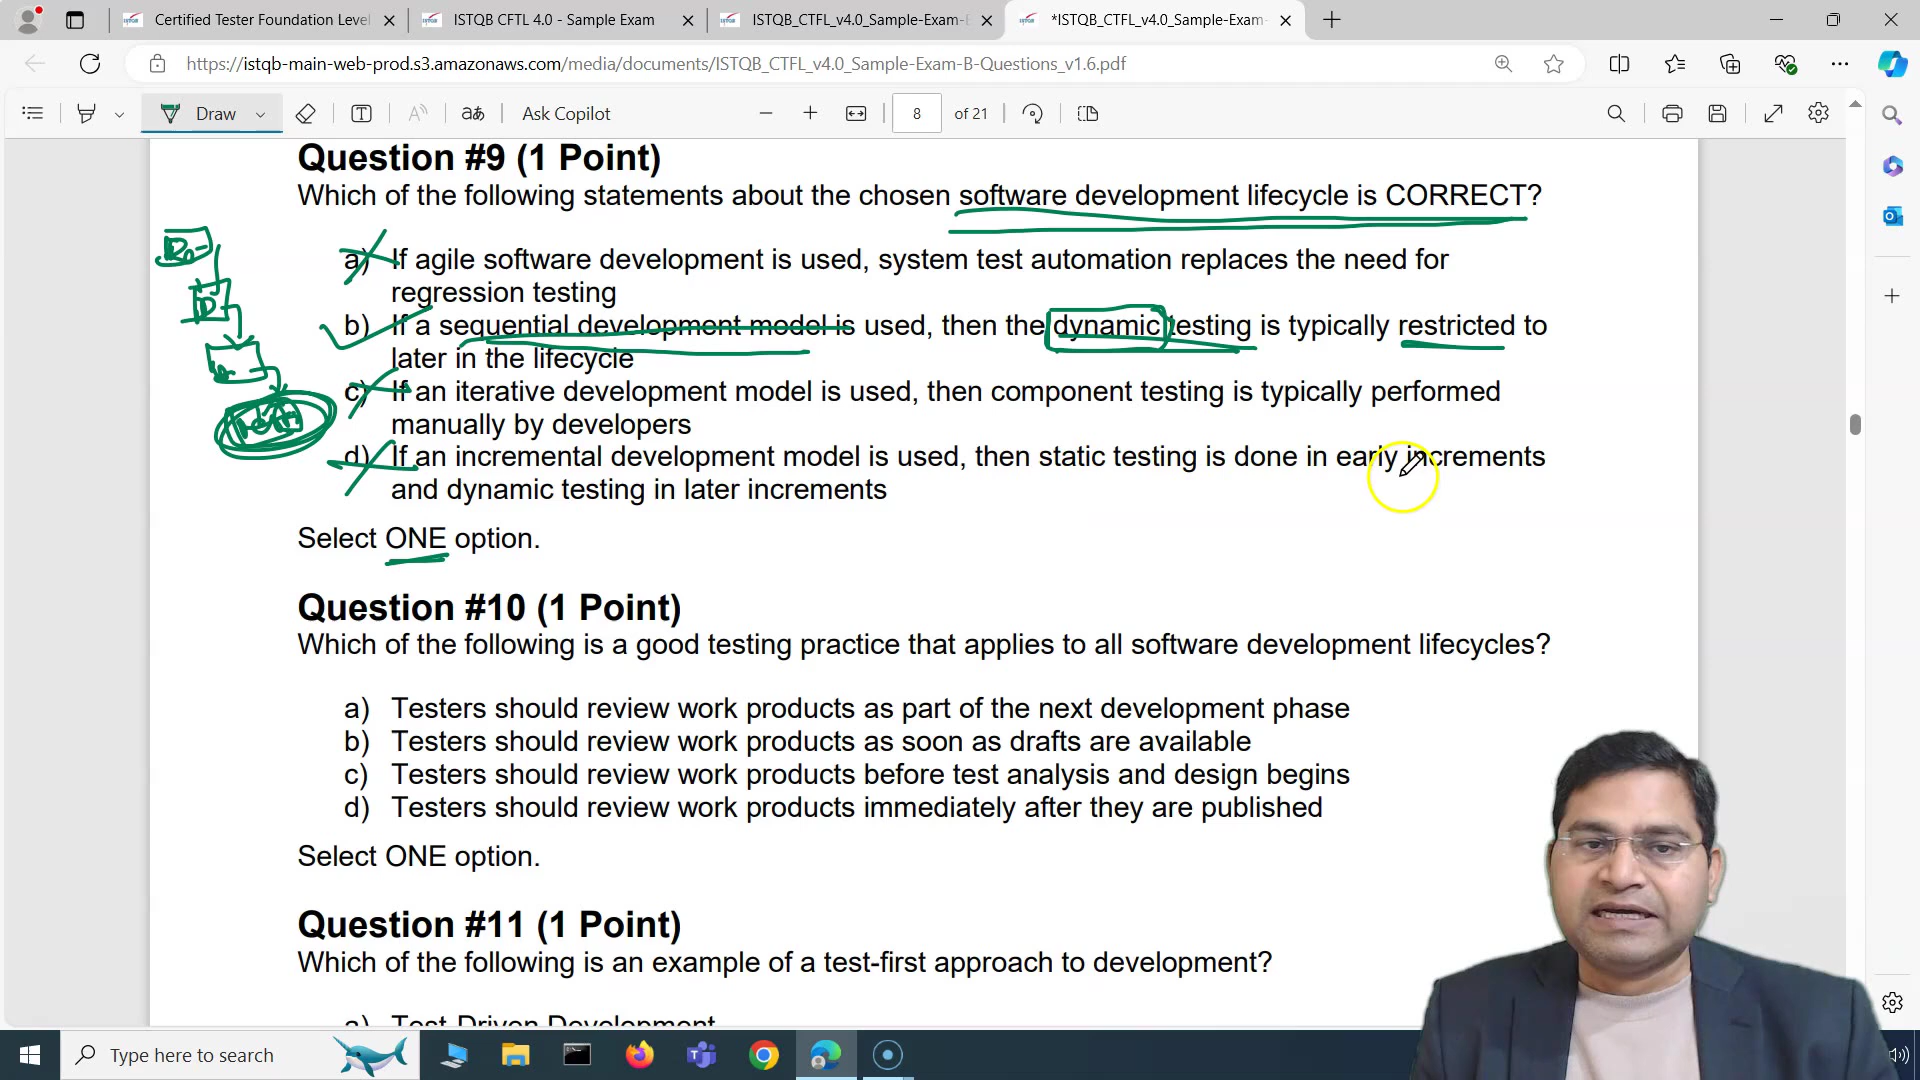 Certified Tester Foundation Level
ISTQB CFTL 4.0 - Sample Exam
ISTQB_CTFL_v4.0_Sample-Exam-E
*ISTQB_CTFL_v4.0_Sample-Exam-
https://istqb-main-web-prod.s3.amazonaws.com/media/documents/ISTQB_CTFL_v4.0_Sample-Exam-B-Questions_v1.6.pdf
Draw
Ask Copilot
8 of 21
Question #9 (1 Point)
Which of the following statements about the chosen software development lifecycle is CORRECT?
a) If agile software development is used, system test automation replaces the need for
regression testing
b) If a sequential development model is used, then the dynamic testing is typically restricted to
later in the lifecycle
c) If an iterative development model is used, then component testing is typically performed
manually by developers
d) If an incremental development model is used, then static testing is done in early increments
and dynamic testing in later increments
Select ONE option.
Question #10 (1 Point)
Which of the following is a good testing practice that applies to all software development lifecycles?
a) Testers should review work products as part of the next development phase
b) Testers should review work products as soon as drafts are available
c) Testers should review work products before test analysis and design begins
d) Testers should review work products immediately after they are published
Select ONE option.
Question #11 (1 Point)
Which of the following is an example of a test-first approach to development?
a) Test-Driven Development
Type here to search